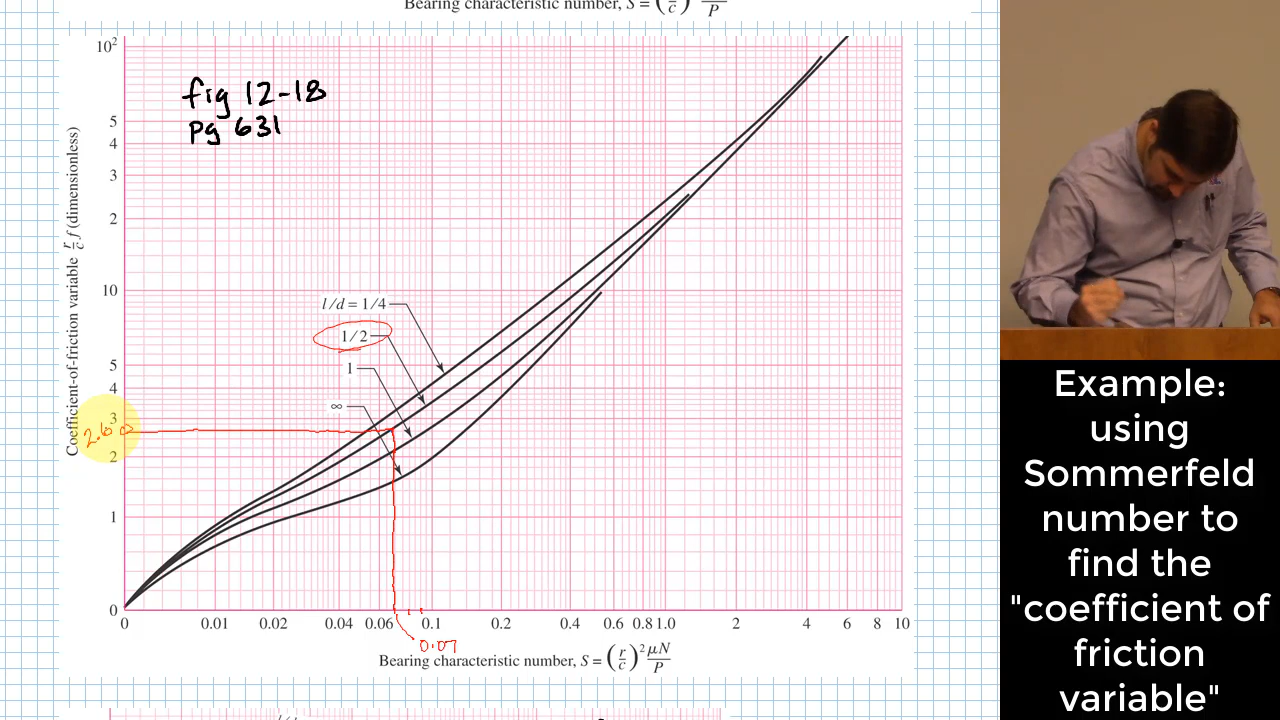 Bearing characteristic number, S = (r/c)² /P
10²
fig 12-18
pg 631
5
4
3
2
10
5
4
3
2
1
0
Coefficient-of-friction variable r/c f (dimensionless)
l/d = 1/4
1/2
1
∞
2.60
0 0.01 0.02 0.04 0.06 0.1 0.2 0.4 0.6 0.8 1.0 2 4 6 8 10
0.07
Bearing characteristic number, S = (r/c)² μN/P
l/d
Example:
using
Sommerfeld
number to
find the
"coefficient of
friction
variable"